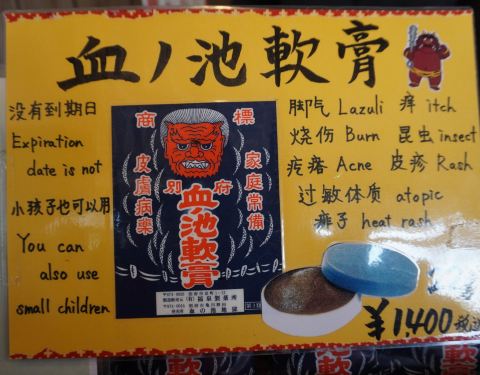 血ノ池軟膏
没有到期日
Expiration
date is not
小孩子也可以用
You can
also use
small children
商標
皮膚病薬
家庭常備
別府
血の池軟膏
脚气 Lazuli 痒 itch
烧伤 Burn 昆虫 insect
疙瘩 Acne 皮疹 Rash
过敏体质 atopic
痱子 heat rash
¥1400